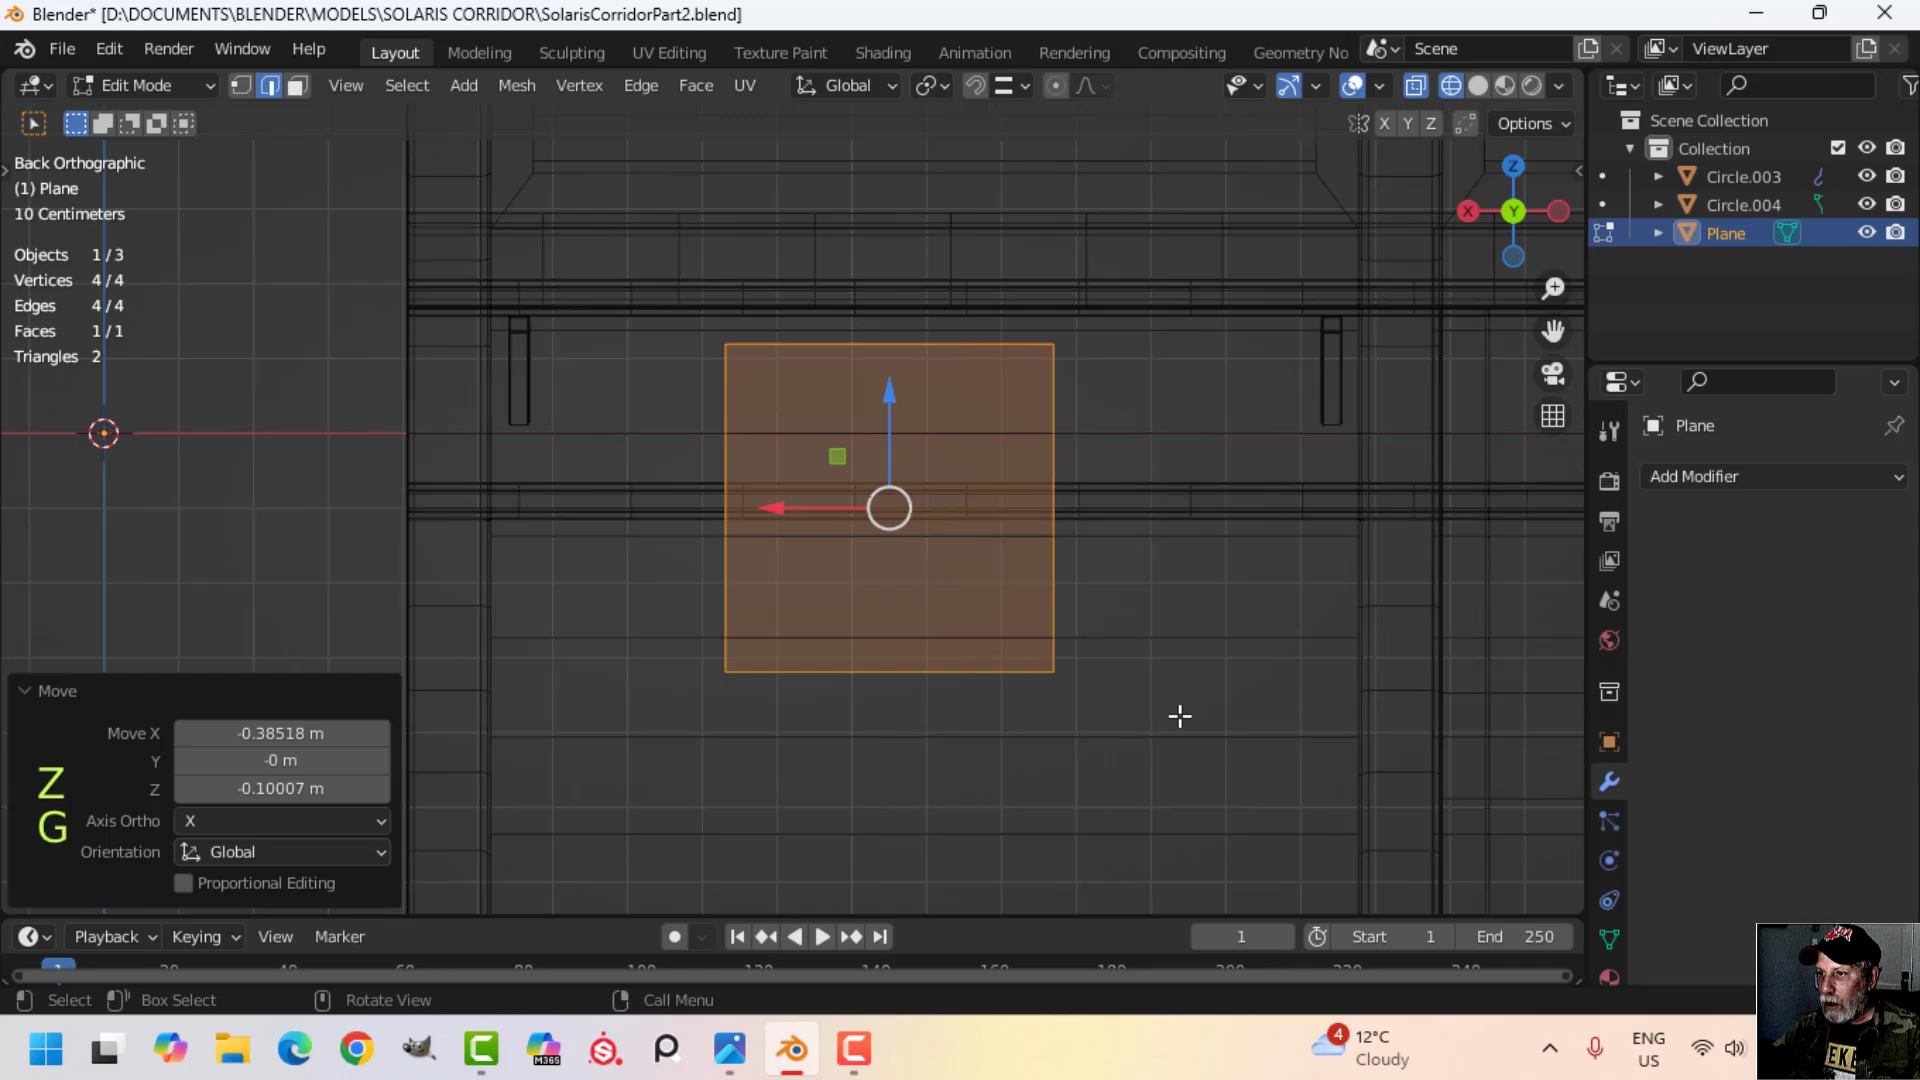 Blender* [D:\DOCUMENTS\BLENDER\MODELS\SOLARIS CORRIDOR\SolarisCorridorPart2.blend]
File Edit Render Window Help Layout Modeling Sculpting UV Editing Texture Paint Shading Animation Rendering Compositing Geometry No Scene ViewLayer
Edit Mode View Select Add Mesh Vertex Edge Face UV Global
X Y Z Options
Scene Collection
Collection
Circle.003
Circle.004
Plane
Back Orthographic
(1) Plane
10 Centimeters
Objects 1/3
Vertices 4/4
Edges 4/4
Faces 1/1
Triangles 2
Z
X
Y
Plane
Add Modifier
Move
Move X -0.38518 m
Y -0 m
Z -0.10007 m
Axis Ortho X
Orientation Global
Proportional Editing
Z
G
Playback Keying View Marker 1 Start 1 End 250
1
Select Box Select Rotate View Call Menu
M365
4
12°C
Cloudy
ENG
US